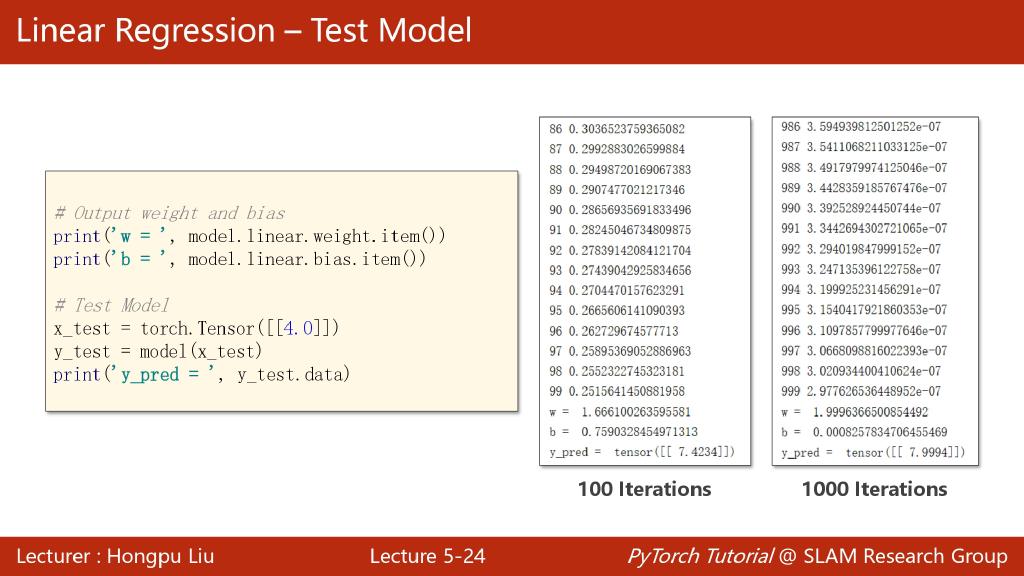 Linear Regression – Test Model
# Output weight and bias
print('w = ', model.linear.weight.item())
print('b = ', model.linear.bias.item())
# Test Model
x_test = torch.Tensor([[4.0]])
y_test = model(x_test)
print('y_pred = ', y_test.data)
86 0.3036523759365082
87 0.2992883026599884
88 0.29498720169067383
89 0.2907477021217346
90 0.28656935691833496
91 0.28245046734809875
92 0.27839142084121704
93 0.27439042925834656
94 0.2704470157623291
95 0.2665606141090393
96 0.262729674577713
97 0.25895369052886963
98 0.2552322745323181
99 0.2515641450881958
w =  1.666100263595581
b =  0.7590328454971313
y_pred =  tensor([[ 7.4234]])
100 Iterations
986 3.594939812501252e-07
987 3.5411068211033125e-07
988 3.4917979974125046e-07
989 3.4428359185767476e-07
990 3.392528924450744e-07
991 3.3442694302721065e-07
992 3.294019847999152e-07
993 3.247135396122758e-07
994 3.199925231456291e-07
995 3.1540417921860353e-07
996 3.1097857799977646e-07
997 3.0668098816022393e-07
998 3.020934400410624e-07
999 2.977626536448952e-07
w =  1.9996366500854492
b =  0.0008257834706455469
y_pred =  tensor([[ 7.9994]])
1000 Iterations
Lecturer : Hongpu Liu
Lecture 5-24
PyTorch Tutorial @ SLAM Research Group